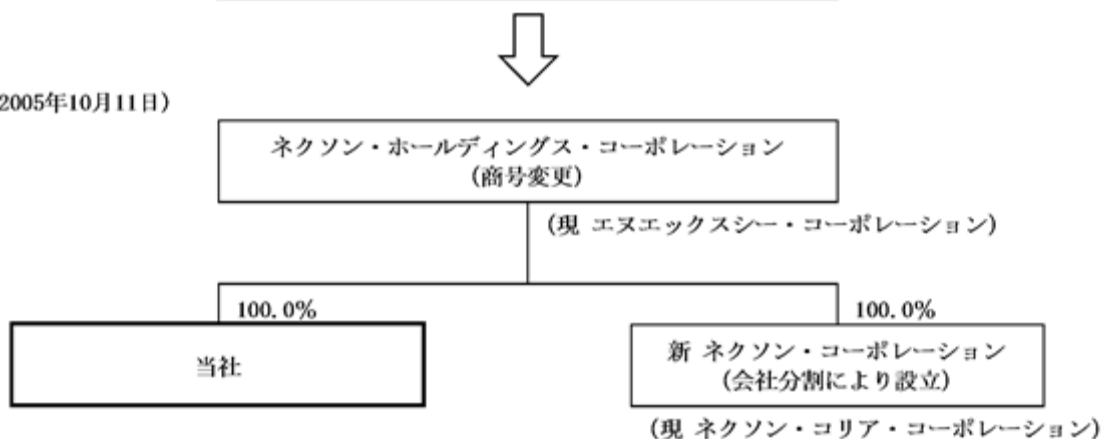 2005年10月11日)
ネクソン・ホールディングス・コーポレーション
(商号変更)
(現 エヌエックスシー・コーポレーション)
100.0%
100.0%
当社
新 ネクソン・コーポレーション
(会社分割により設立)
(現 ネクソン・コリア・コーポレーション)